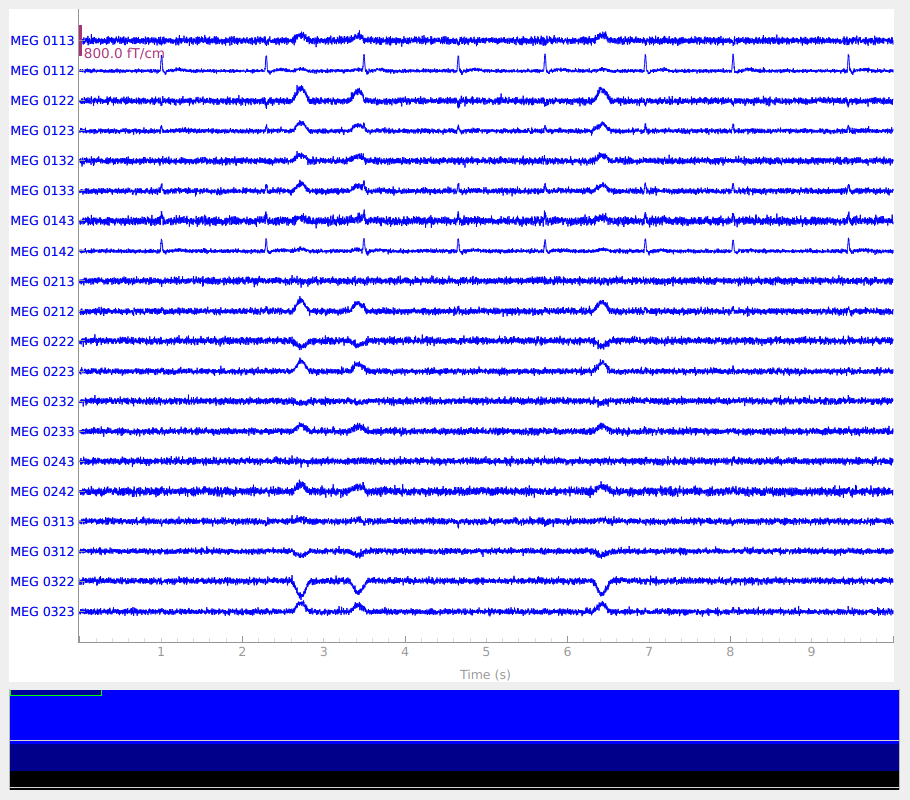 MEG 0113
800.0 fT/cm
MEG 0112
MEG 0122
MEG 0123
MEG 0132
MEG 0133
MEG 0143
MEG 0142
MEG 0213
MEG 0212
MEG 0222
MEG 0223
MEG 0232
MEG 0233
MEG 0243
MEG 0242
MEG 0313
MEG 0312
MEG 0322
MEG 0323
1 2 3 4 5 6 7 8 9
Time (s)